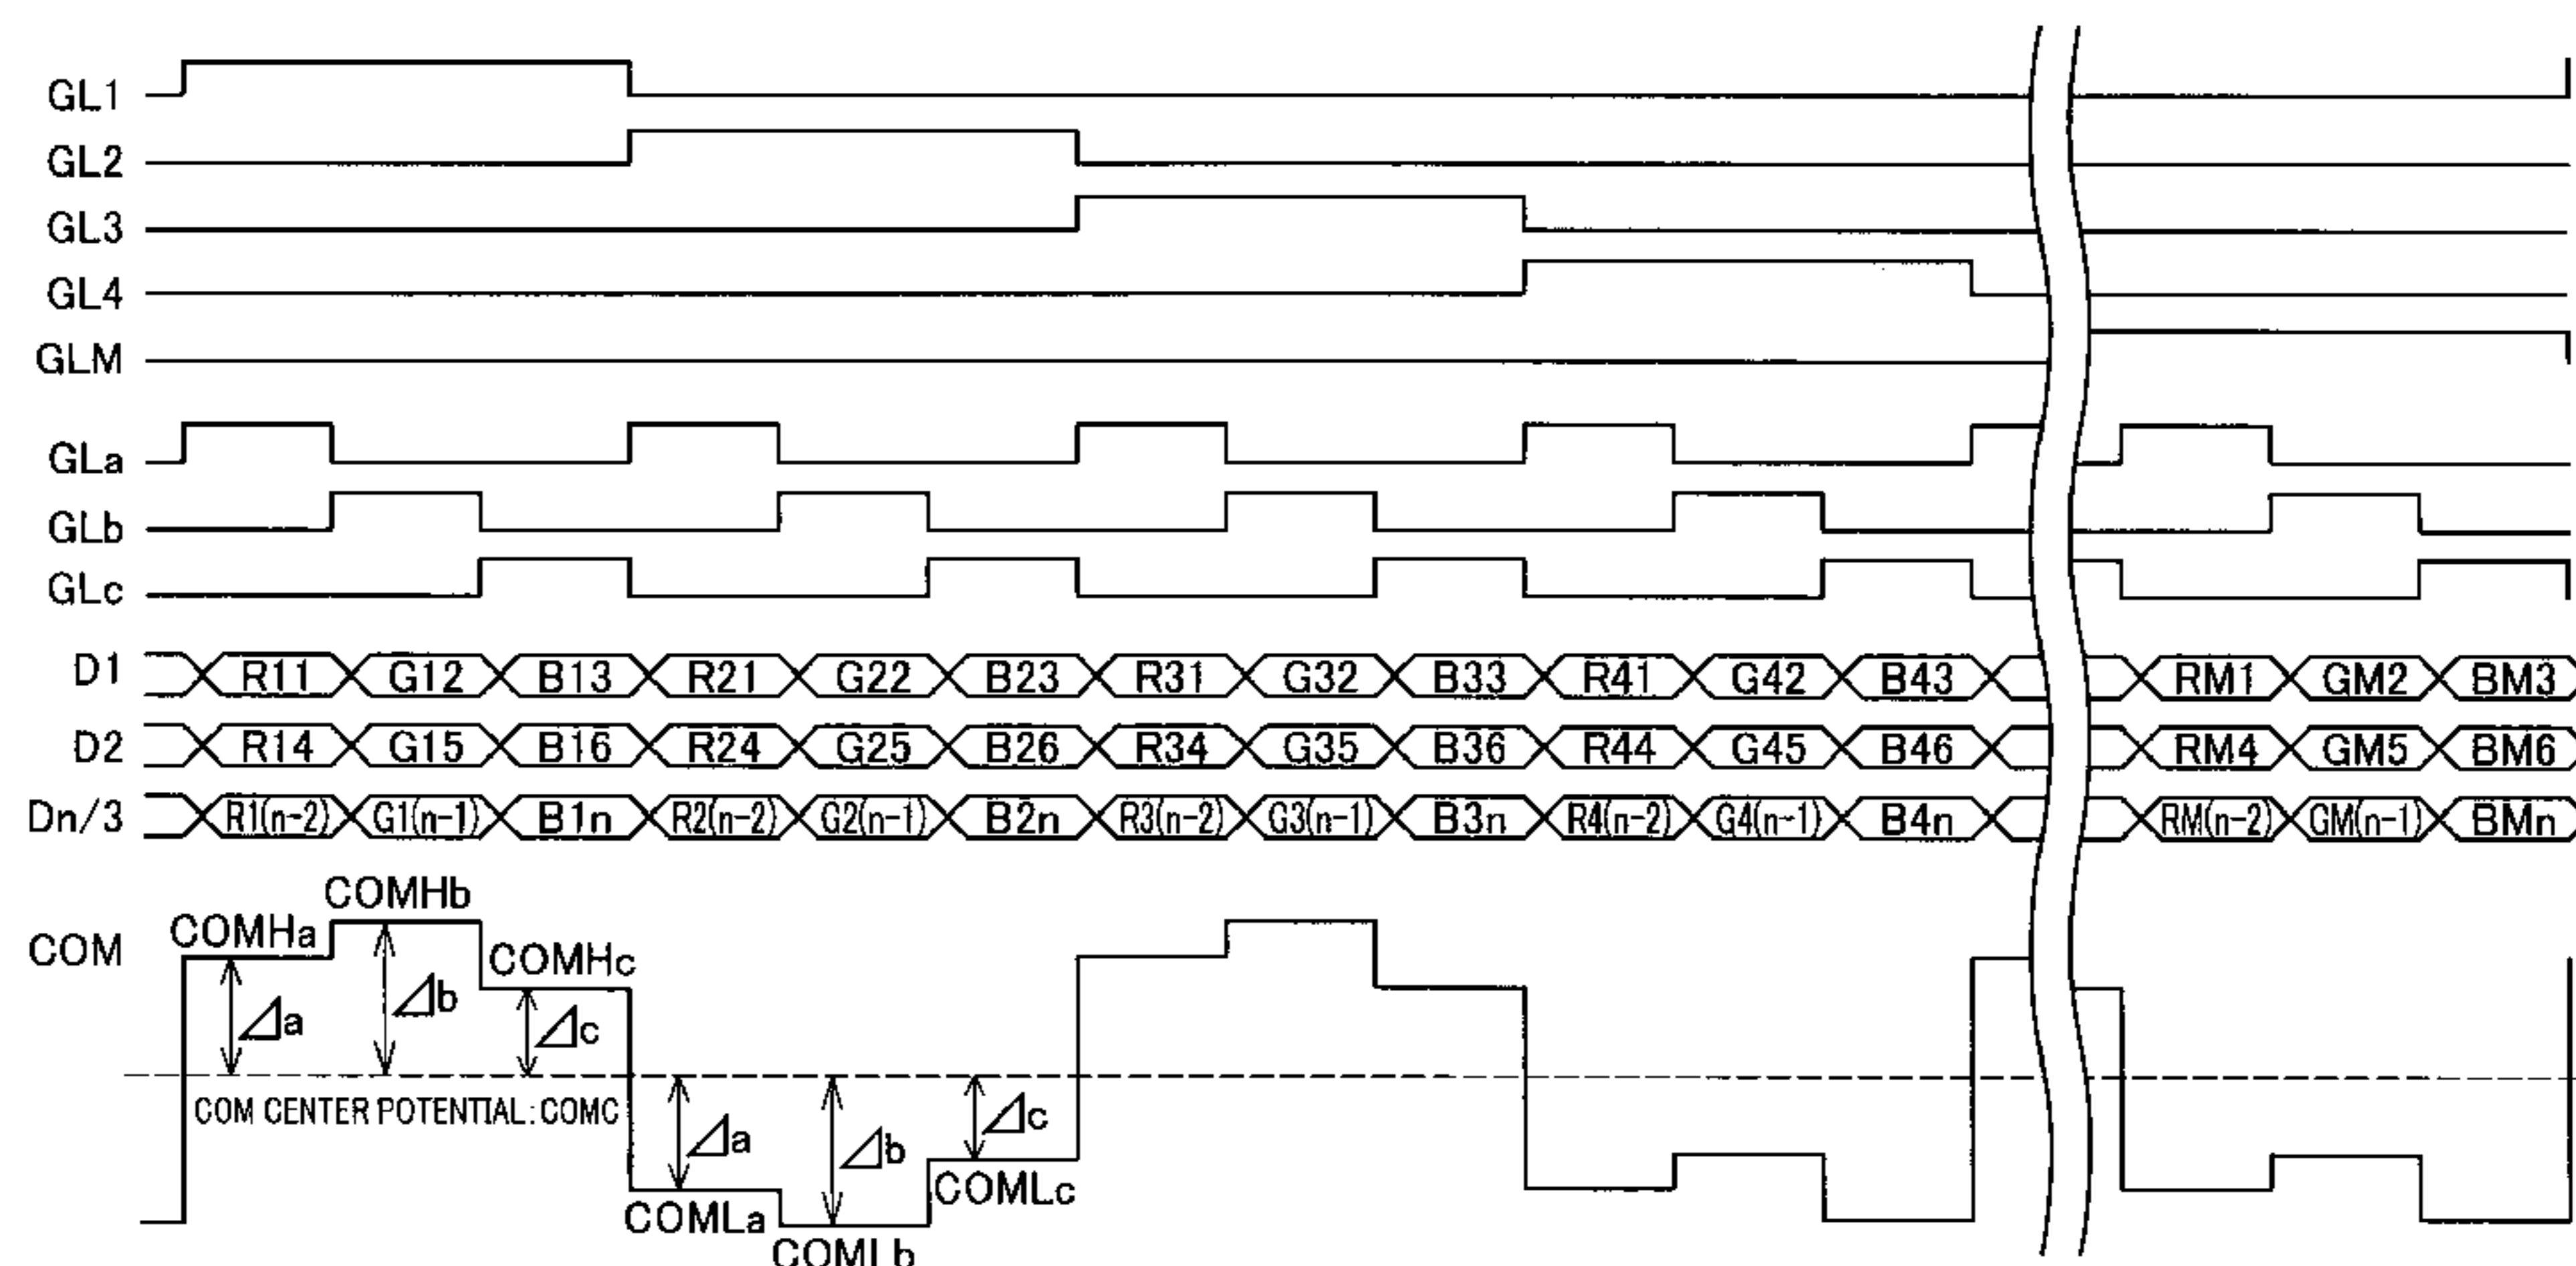 GL1
GL2
GL3
GL4
GLM
GLa
GLb
GLc
D1 R11 G12 B13 R21 G22 B23 R31 G32 B33 R41 G42 B43 RM1 GM2 BM3
D2 R14 G15 B16 R24 G25 B26 R34 G35 B36 R44 G45 B46 RM4 GM5 BM6
Dn/3 R1(n-2) G1(n-1) B1n R2(n-2) G2(n-1) B2n R3(n-2) G3(n-1) B3n R4(n-2) G4(n-1) B4n RM(n-2) GM(n-1) BMn
COMHb
COM COMHa COMHc
⊿a ⊿b ⊿c
COM CENTER POTENTIAL:COMC
⊿a ⊿b ⊿c
COMLa COMLc
COMLb